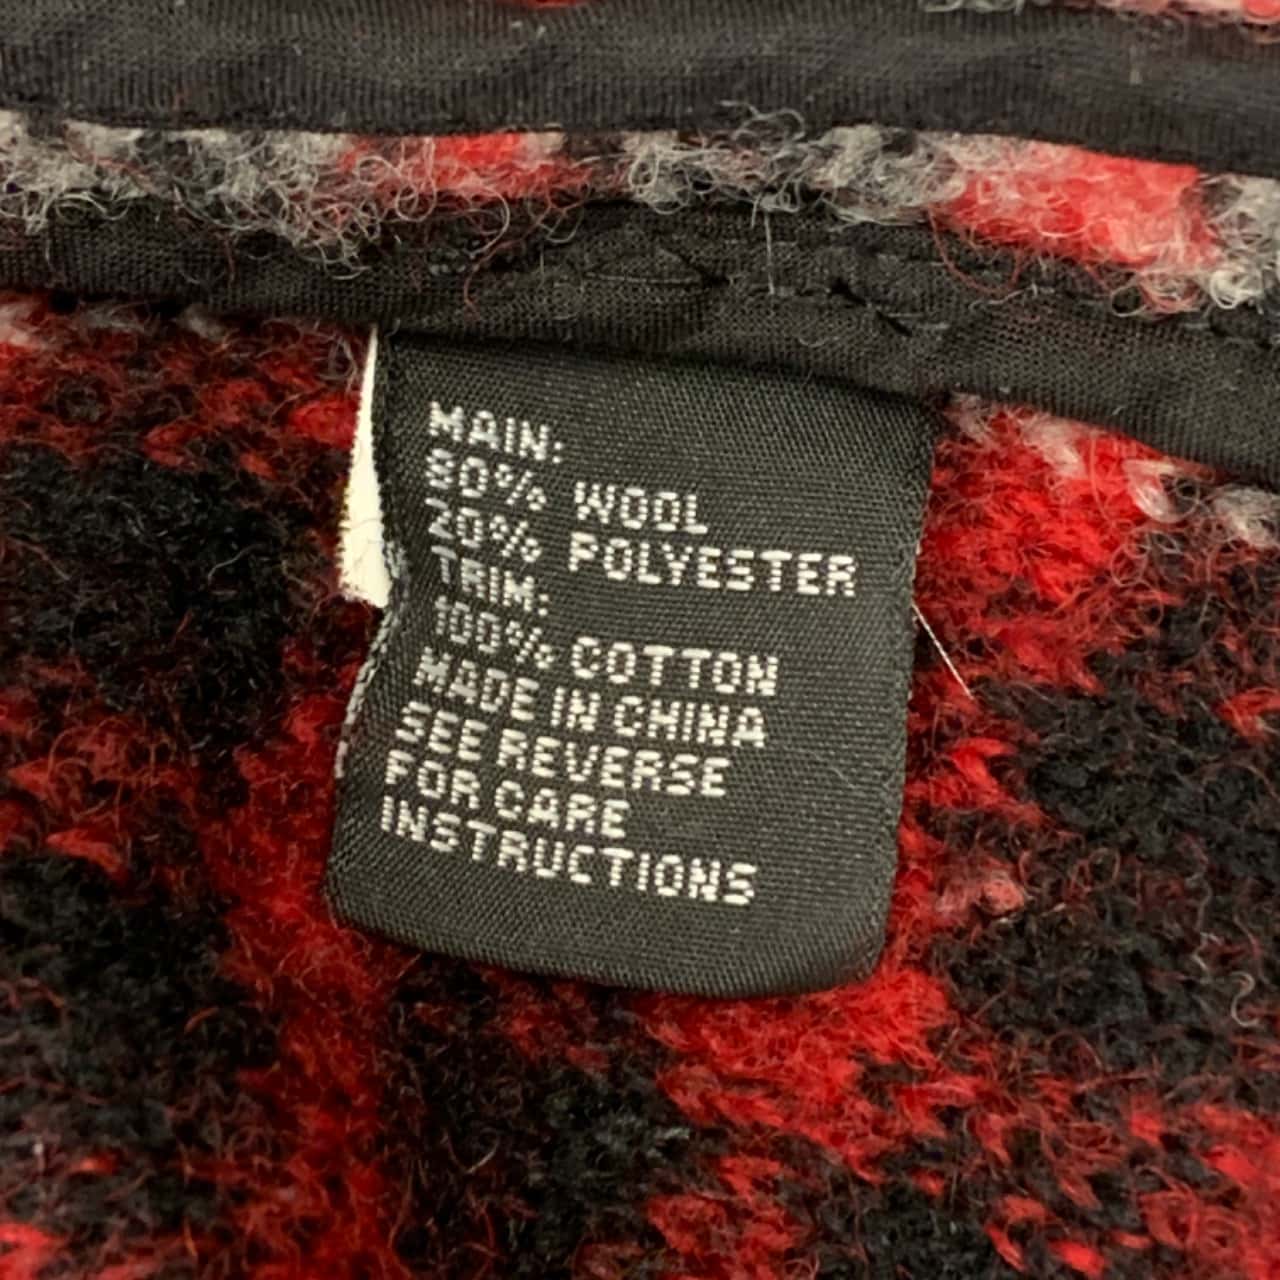 MAIN:
80% WOOL
20% POLYESTER
TRIM:
100% COTTON
MADE IN CHINA
SEE REVERSE
FOR CARE
INSTRUCTIONS